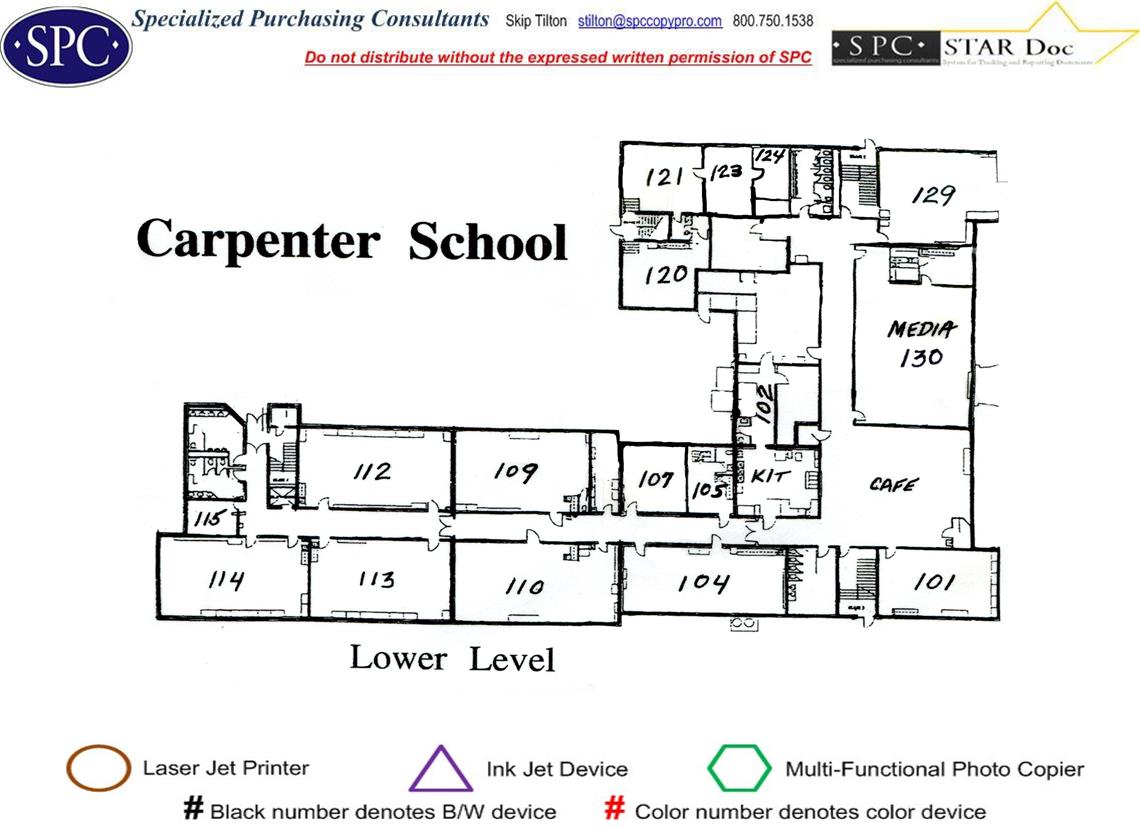 Specialized Purchasing Consultants Skip Tilton stilton@spccopypro.com 800.750.1538
·SPC·
Do not distribute without the expressed written permission of SPC
·SPC· STAR Doc
specialized purchasing consultants System for Tracking and Reporting Documents
Carpenter School
121 123 124 129
120
MEDIA
130
102
112 109 107 105 KIT CAFE
115
114 113 110 104 101
Lower Level
Laser Jet Printer Ink Jet Device Multi-Functional Photo Copier
# Black number denotes B/W device # Color number denotes color device